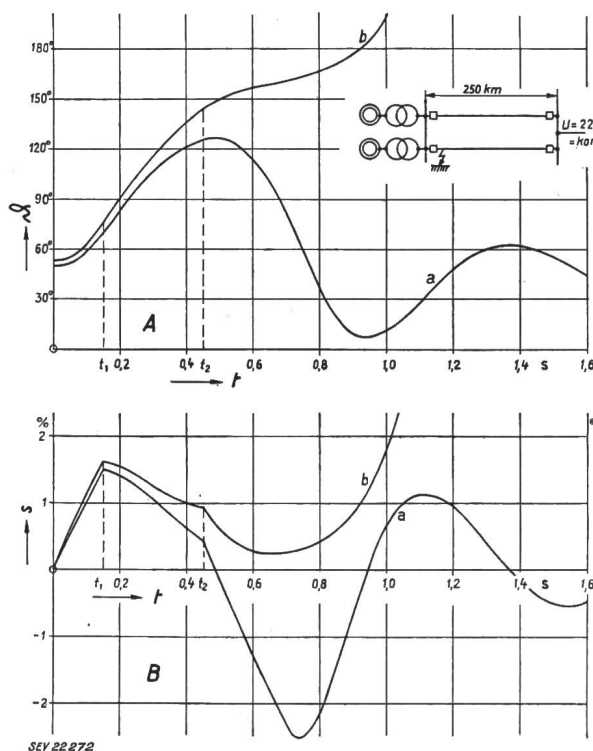 180°
150°
120°
90°
60°
30°
ϑ
A
b
a
250 km
U=22
t₁ 0,2 0,4 t₂ 0,6 0,8 1,0 1,2 1,4 s 1,6
t
%
2
1
0
-1
-2
s
b
a
t₁ 0,2 0,4 t₂ 0,6 0,8 1,0 1,2 1,4 s 1,6
t
B
SEV 22272